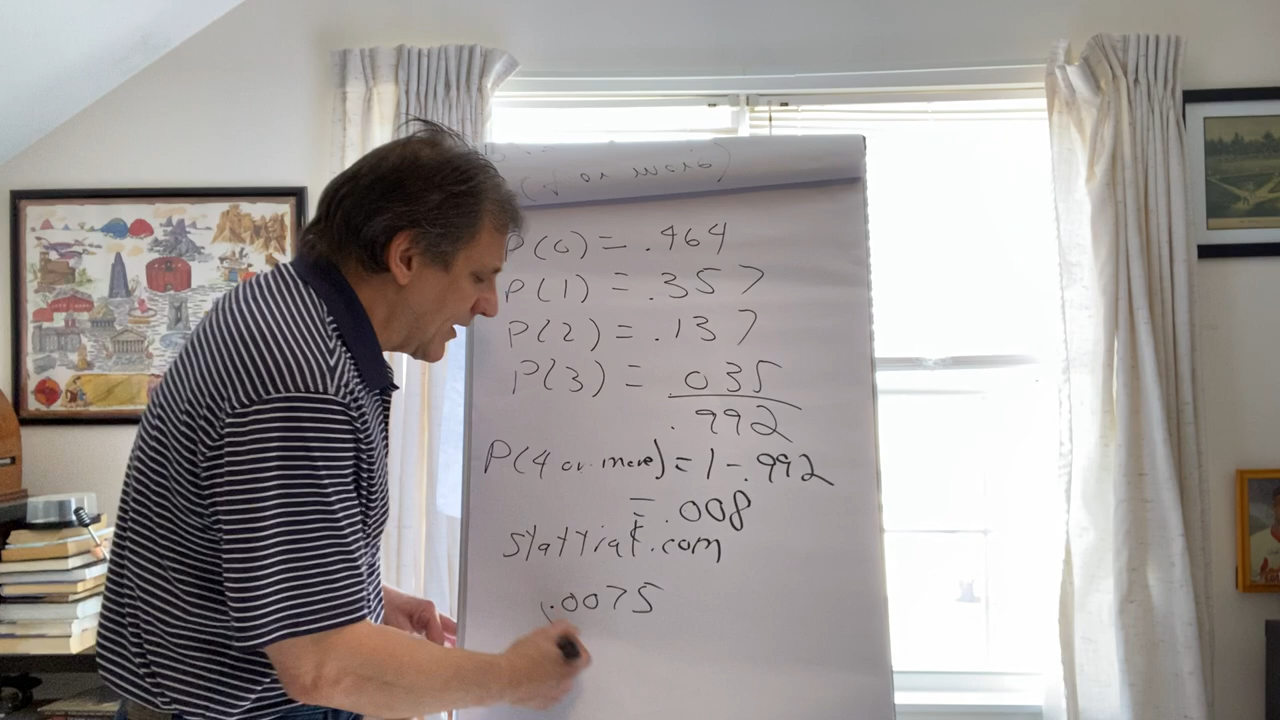 (4 or more)
P(0) = .464
P(1) = .357
P(2) = .137
P(3) = 035
.992
P(4 or more) = 1 - .992
= .008
stattrek.com
.0075